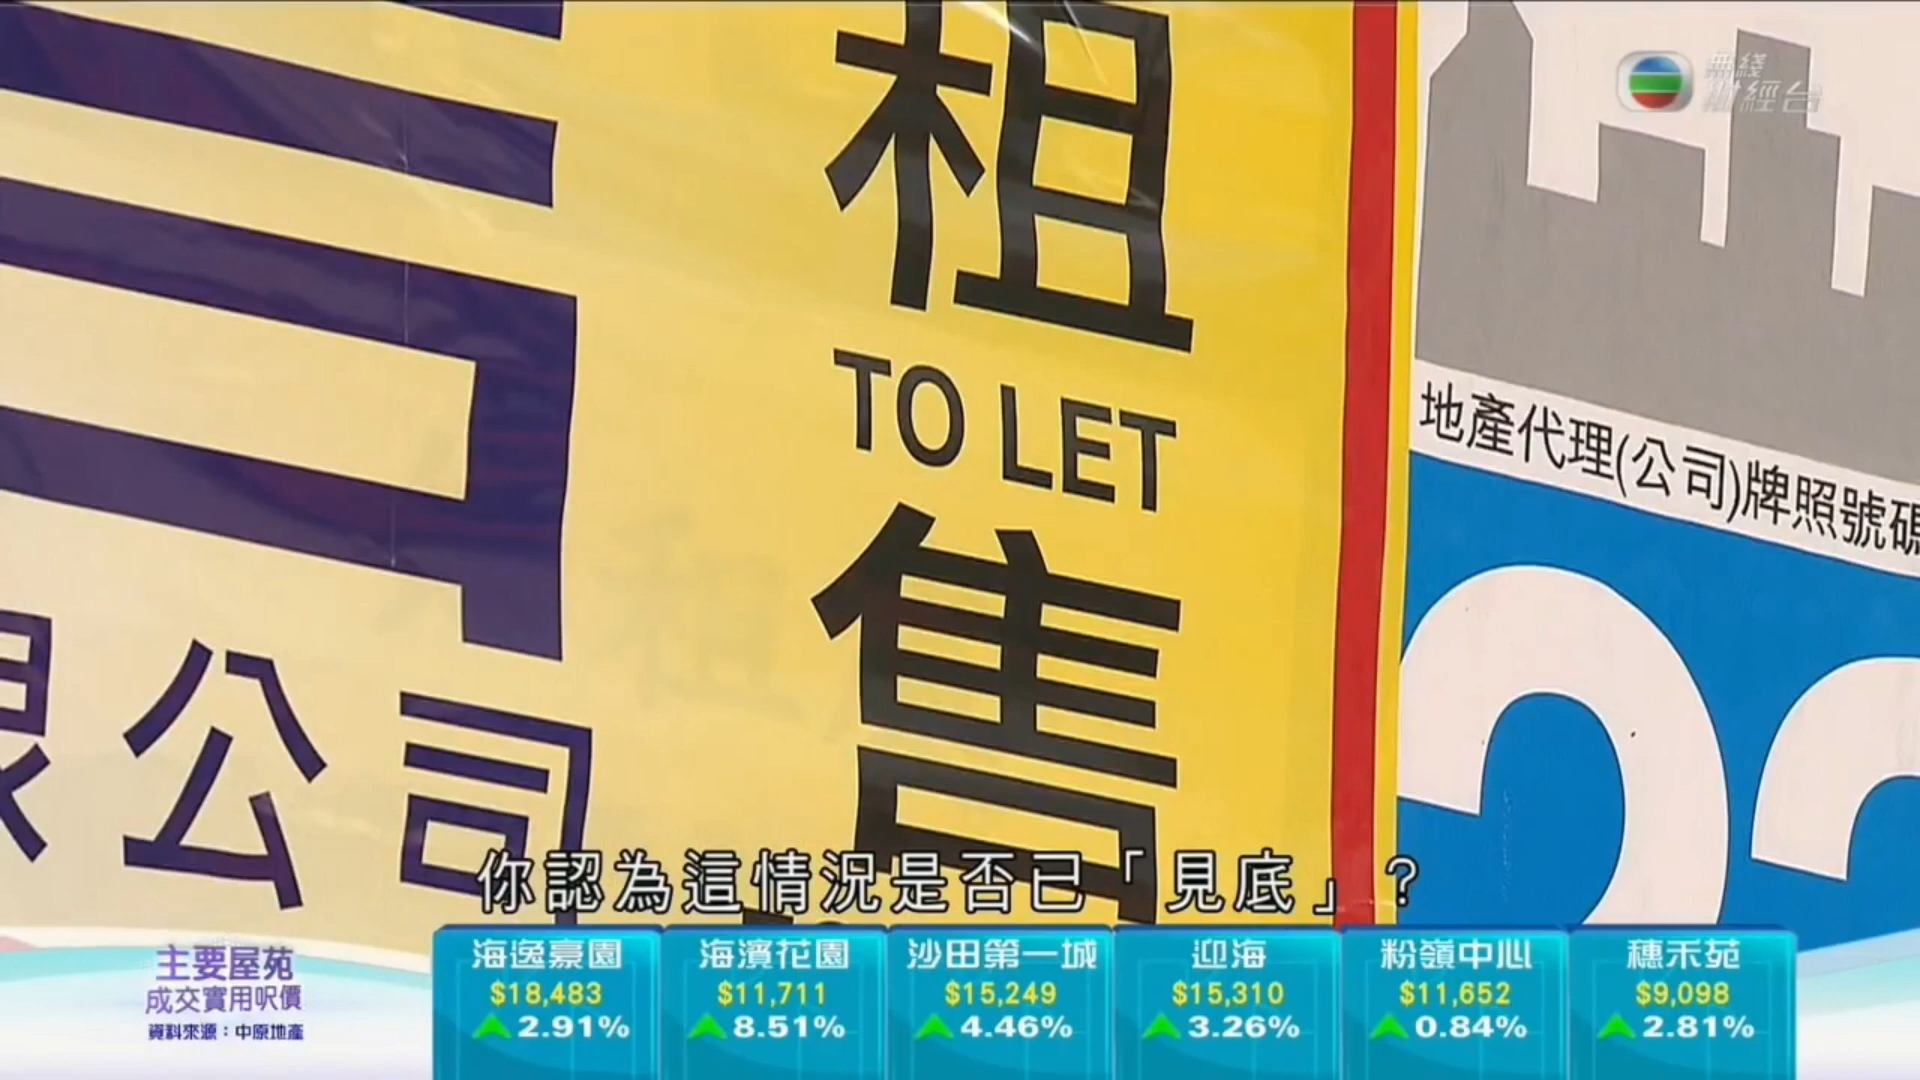 無綫
財經台
租
TO LET
售
地產代理(公司)牌照號碼
公司
你認為這情況是否已「見底」？
主要屋苑
成交實用呎價
資料來源：中原地產
海逸豪園
$18,483
2.91%
海濱花園
$11,711
8.51%
沙田第一城
$15,249
4.46%
迎海
$15,310
3.26%
粉嶺中心
$11,652
0.84%
穗禾苑
$9,098
2.81%